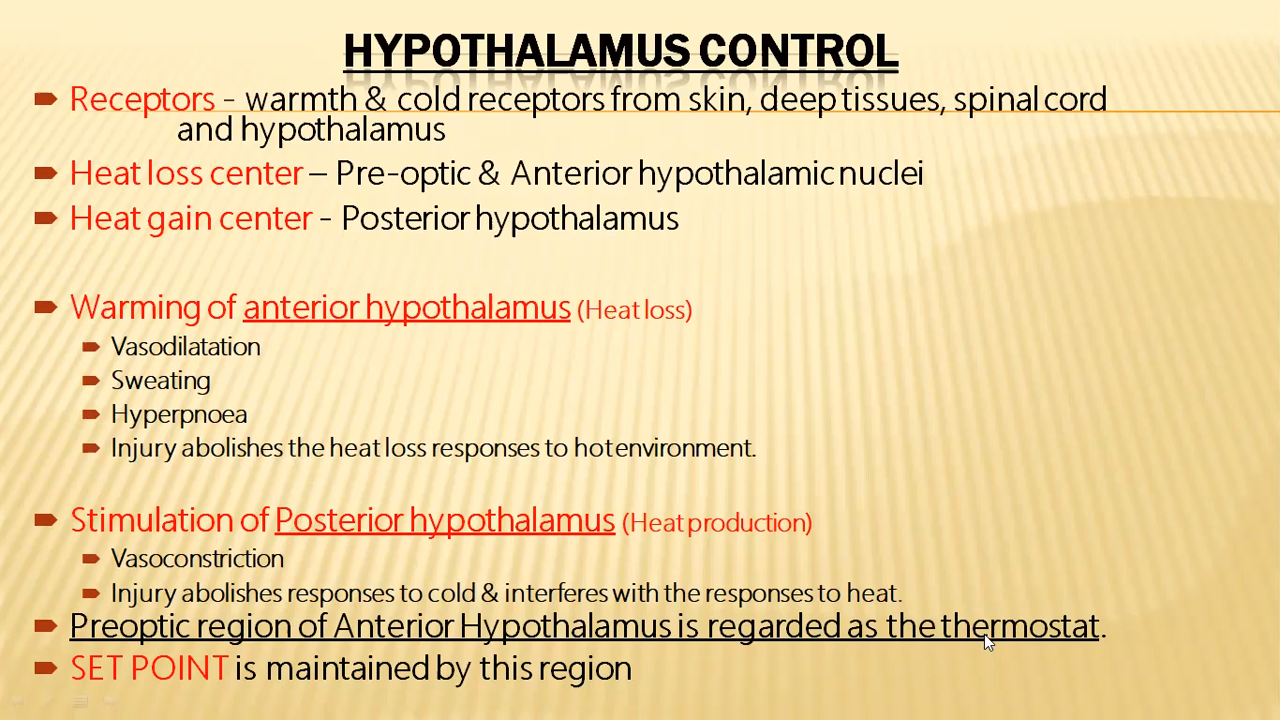 HYPOTHALAMUS CONTROL
Receptors - warmth & cold receptors from skin, deep tissues, spinal cord
and hypothalamus
Heat loss center – Pre-optic & Anterior hypothalamic nuclei
Heat gain center - Posterior hypothalamus
Warming of anterior hypothalamus (Heat loss)
Vasodilatation
Sweating
Hyperpnoea
Injury abolishes the heat loss responses to hot environment.
Stimulation of Posterior hypothalamus (Heat production)
Vasoconstriction
Injury abolishes responses to cold & interferes with the responses to heat.
Preoptic region of Anterior Hypothalamus is regarded as the thermostat.
SET POINT is maintained by this region